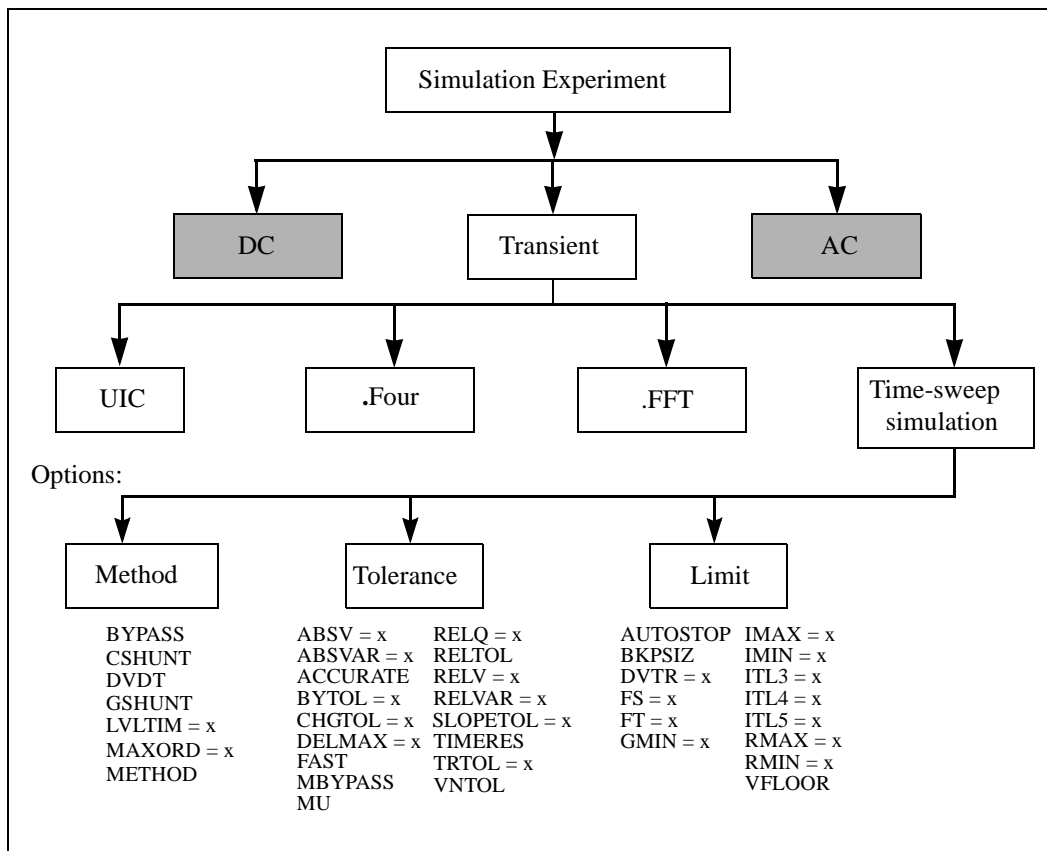 Simulation Experiment
DC
Transient
AC
UIC
.Four
.FFT
Time-sweep
simulation
Options:
Method
Tolerance
Limit
BYPASS
CSHUNT
DVDT
GSHUNT
LVLTIM = x
MAXORD = x
METHOD
ABSV = x
ABSVAR = x
ACCURATE
BYTOL = x
CHGTOL = x
DELMAX = x
FAST
MBYPASS
MU
RELQ = x
RELTOL
RELV = x
RELVAR = x
SLOPETOL = x
TIMERES
TRTOL = x
VNTOL
AUTOSTOP
BKPSIZ
DVTR = x
FS = x
FT = x
GMIN = x
IMAX = x
IMIN = x
ITL3 = x
ITL4 = x
ITL5 = x
RMAX = x
RMIN = x
VFLOOR